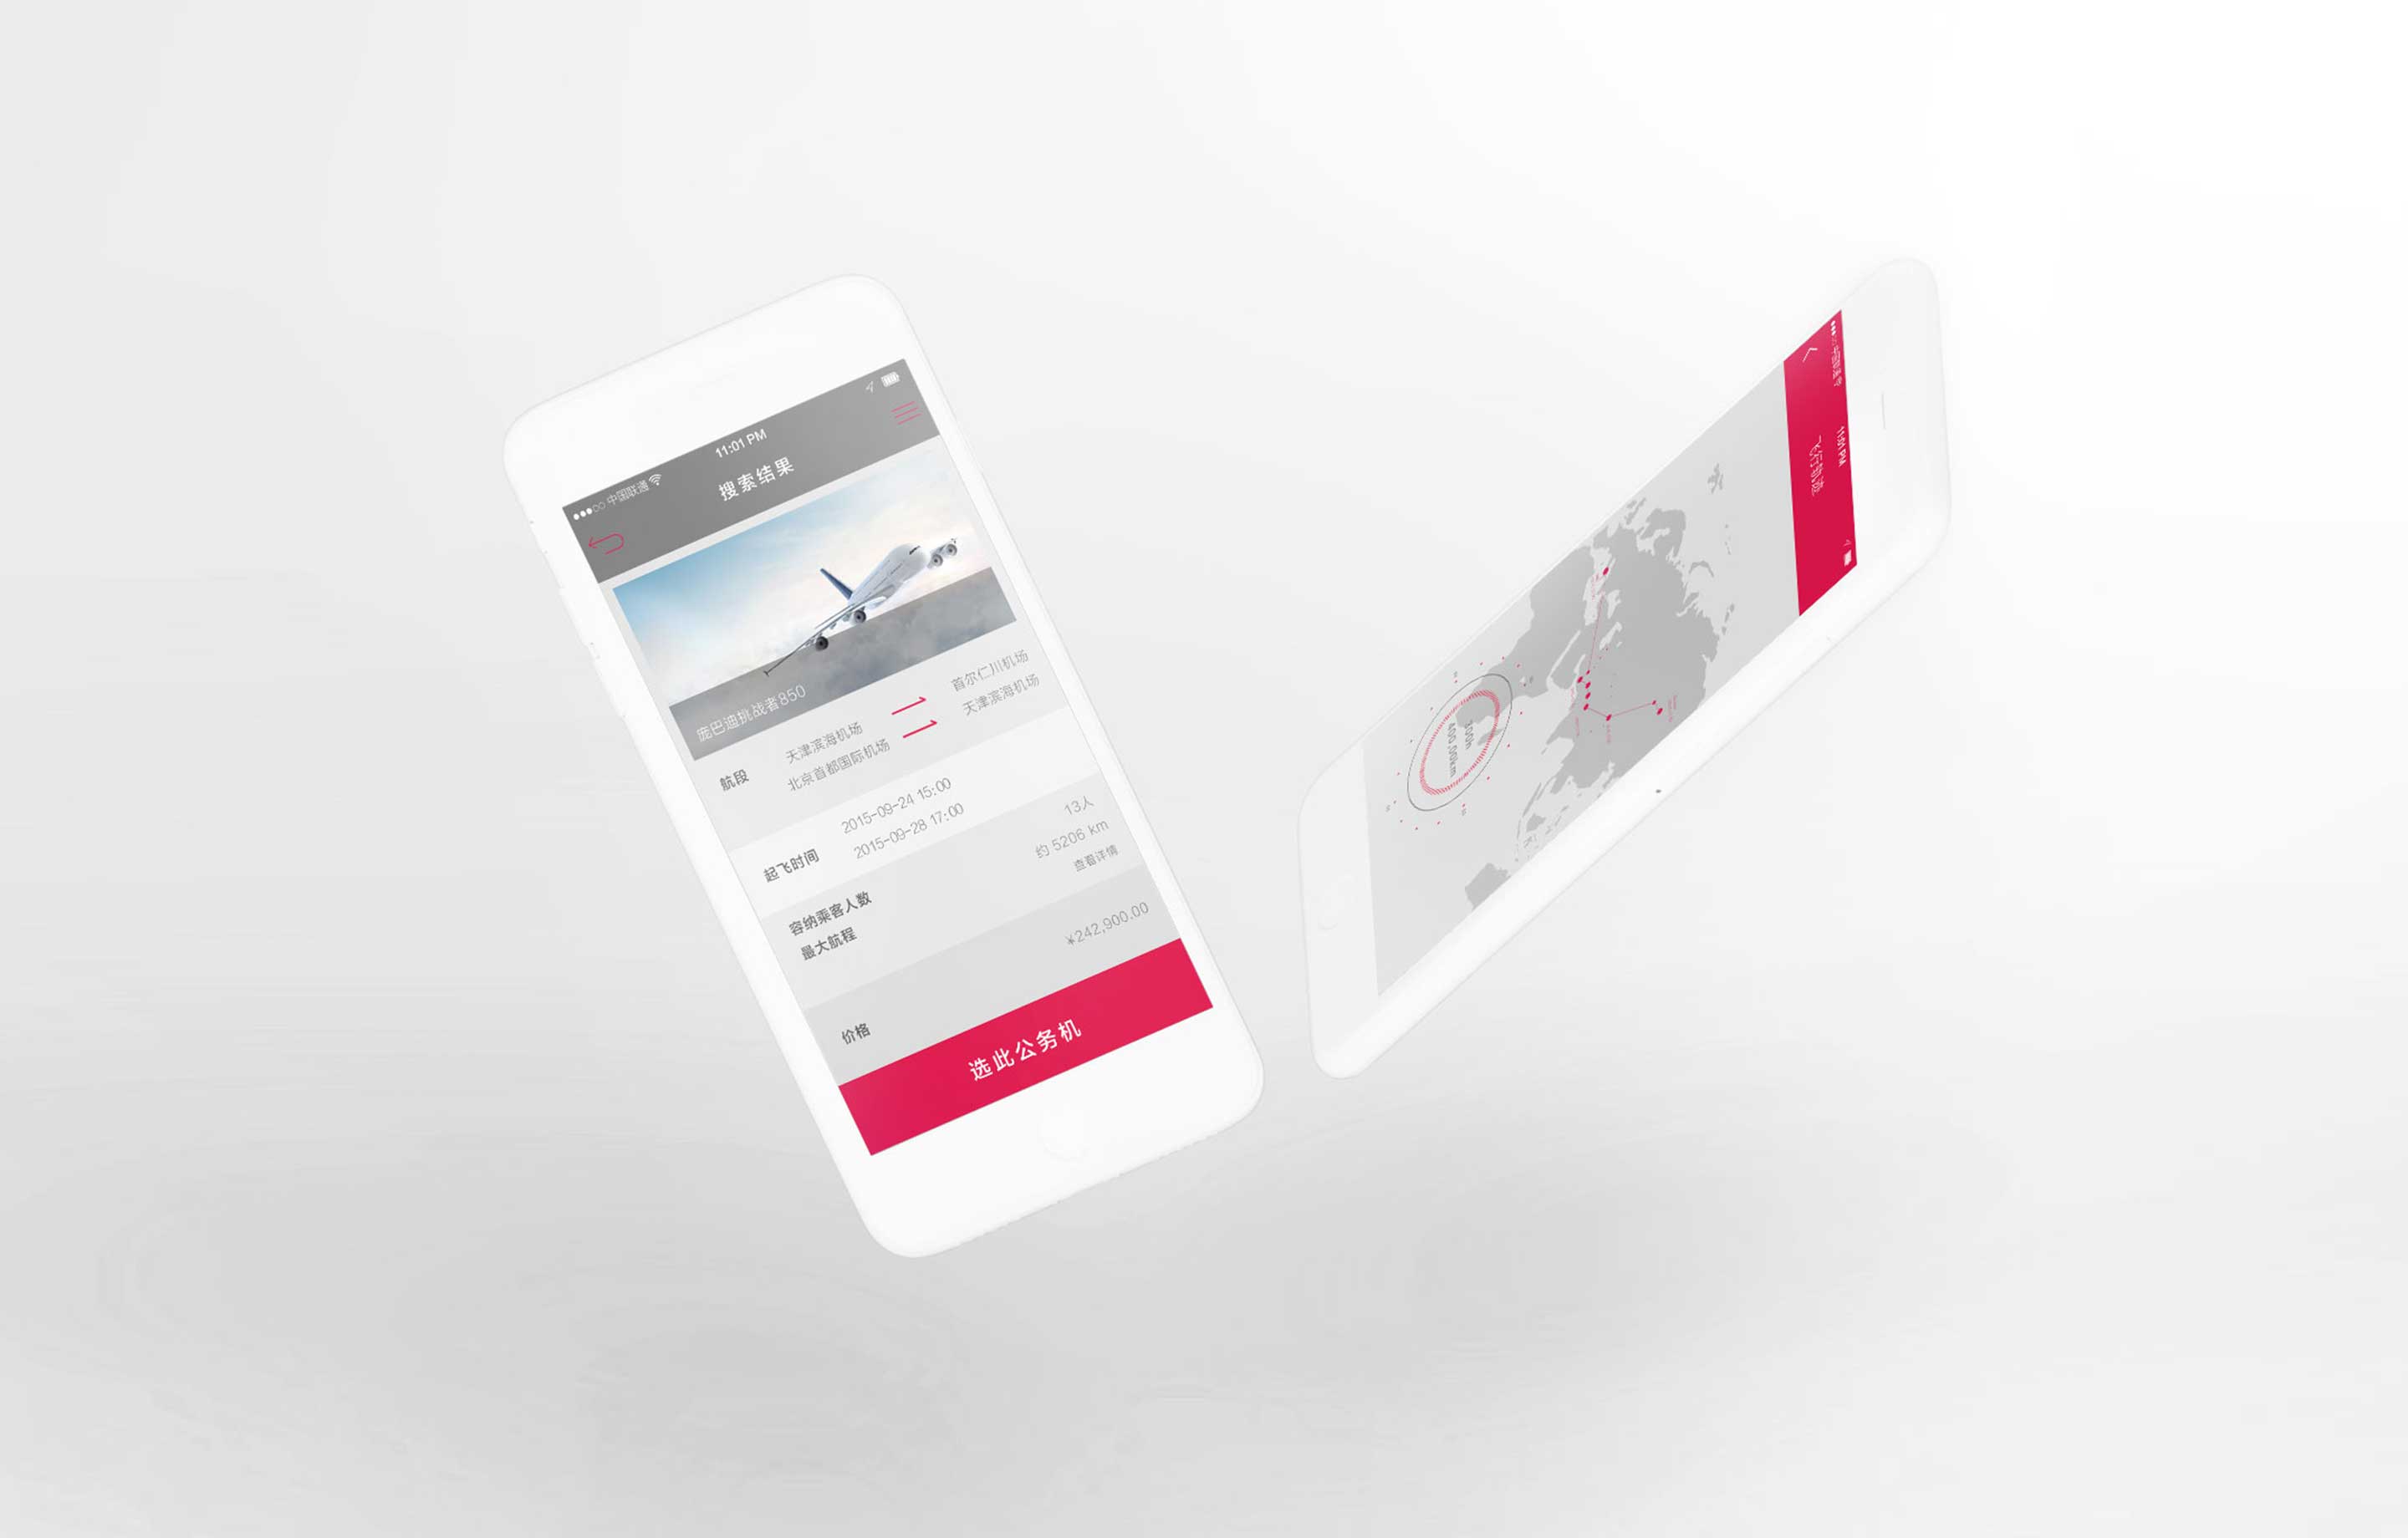 中国联通
11:01 PM
搜索结果
庞巴迪挑战者850
航段
天津滨海机场
首尔仁川机场
北京首都国际机场
天津滨海机场
起飞时间
2015-09-24 15:00
2015-09-28 17:00
容纳乘客人数
13人
最大航程
约 5206 km
查看详情
价格
¥242,900.00
选此公务机
中国联通
11:01 PM
100h
400,00km